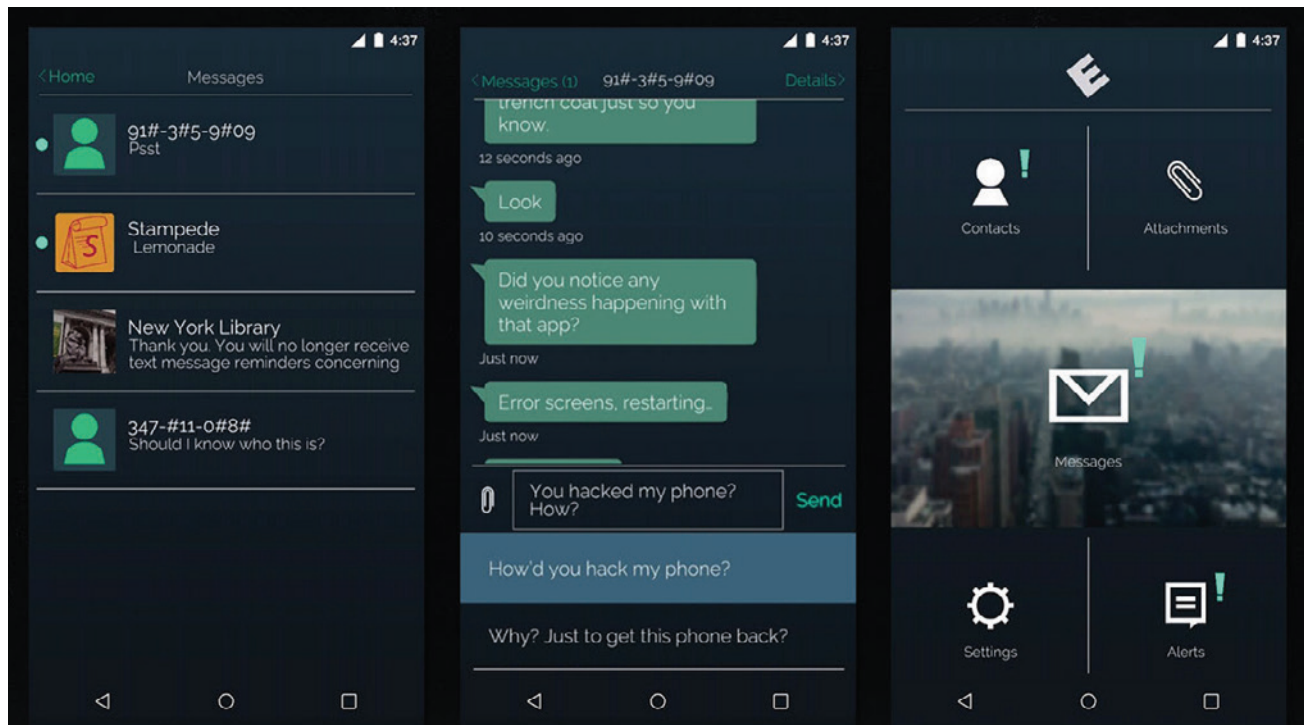 4:37
<Home
Messages
91#-3#5-9#09
Psst
Stampede
Lemonade
New York Library
Thank you. You will no longer receive
text message reminders concerning
347-#11-0#8#
Should I know who this is?
4:37
<Messages (1)
91#-3#5-9#09
Details>
trench coat just so you
know.
12 seconds ago
Look
10 seconds ago
Did you notice any
weirdness happening with
that app?
Just now
Error screens, restarting...
Just now
You hacked my phone?
How?
Send
How'd you hack my phone?
Why? Just to get this phone back?
4:37
E
Contacts
Attachments
Messages
Settings
Alerts